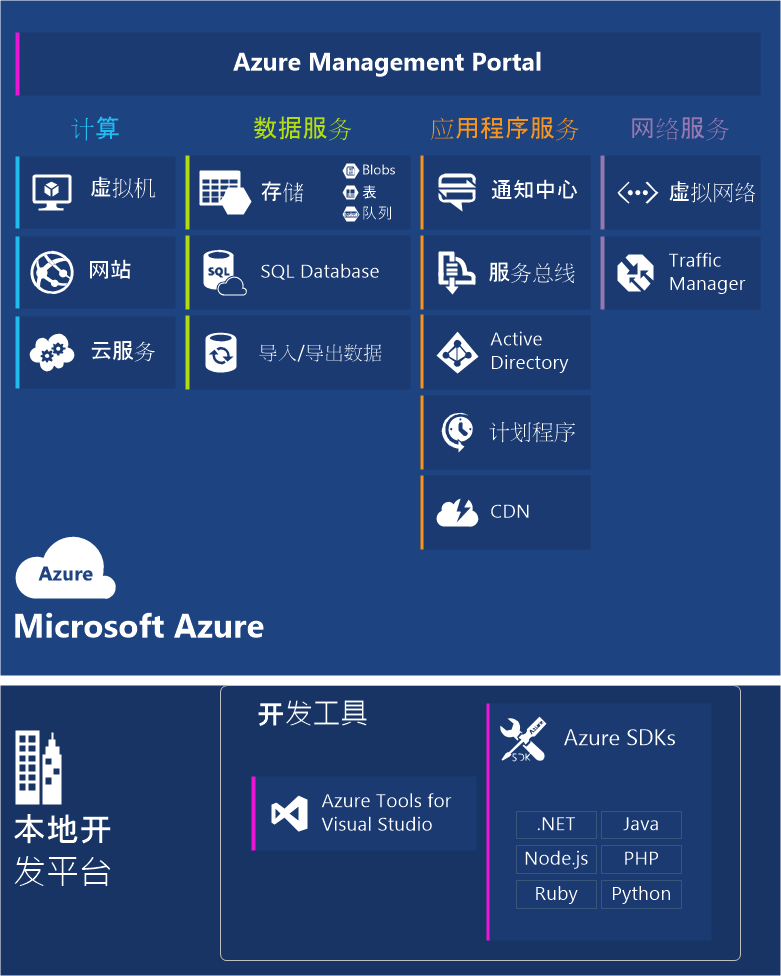 Azure Management Portal
计算
虚拟机
网站
云服务
数据服务
存储
Blobs
表
队列
SQL
SQL Database
导入/导出数据
应用程序服务
通知中心
服务总线
Active
Directory
计划程序
CDN
网络服务
虚拟网络
Traffic
Manager
Azure
Microsoft Azure
本地开
发平台
开发工具
Azure Tools for
Visual Studio
Azure
SDK
Azure SDKs
.NET
Java
Node.js
PHP
Ruby
Python